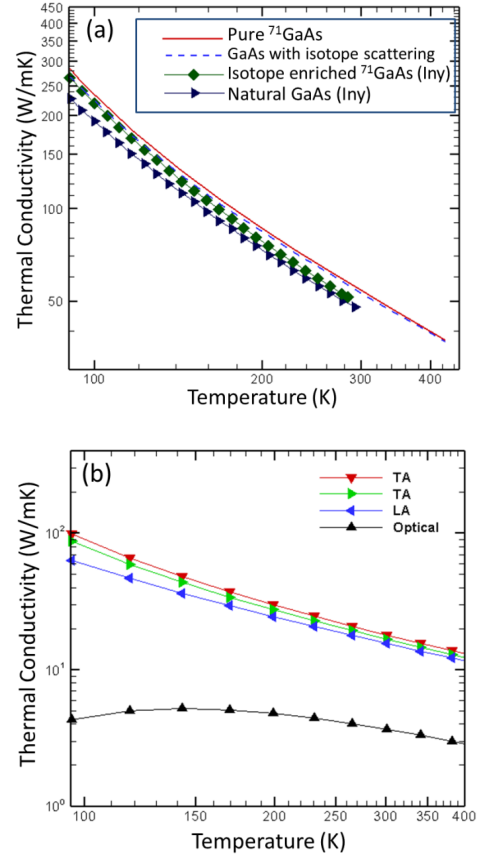 (a)
Pure ⁷¹GaAs
GaAs with isotope scattering
Isotope enriched ⁷¹GaAs (Iny)
Natural GaAs (Iny)
Thermal Conductivity (W/mK)
450
400
350
300
250
200
150
100
50
100
200
300
400
Temperature (K)
(b)
TA
TA
LA
Optical
Thermal Conductivity (W/mK)
10²
10¹
10⁰
100
150
200
250
300
350
400
Temperature (K)